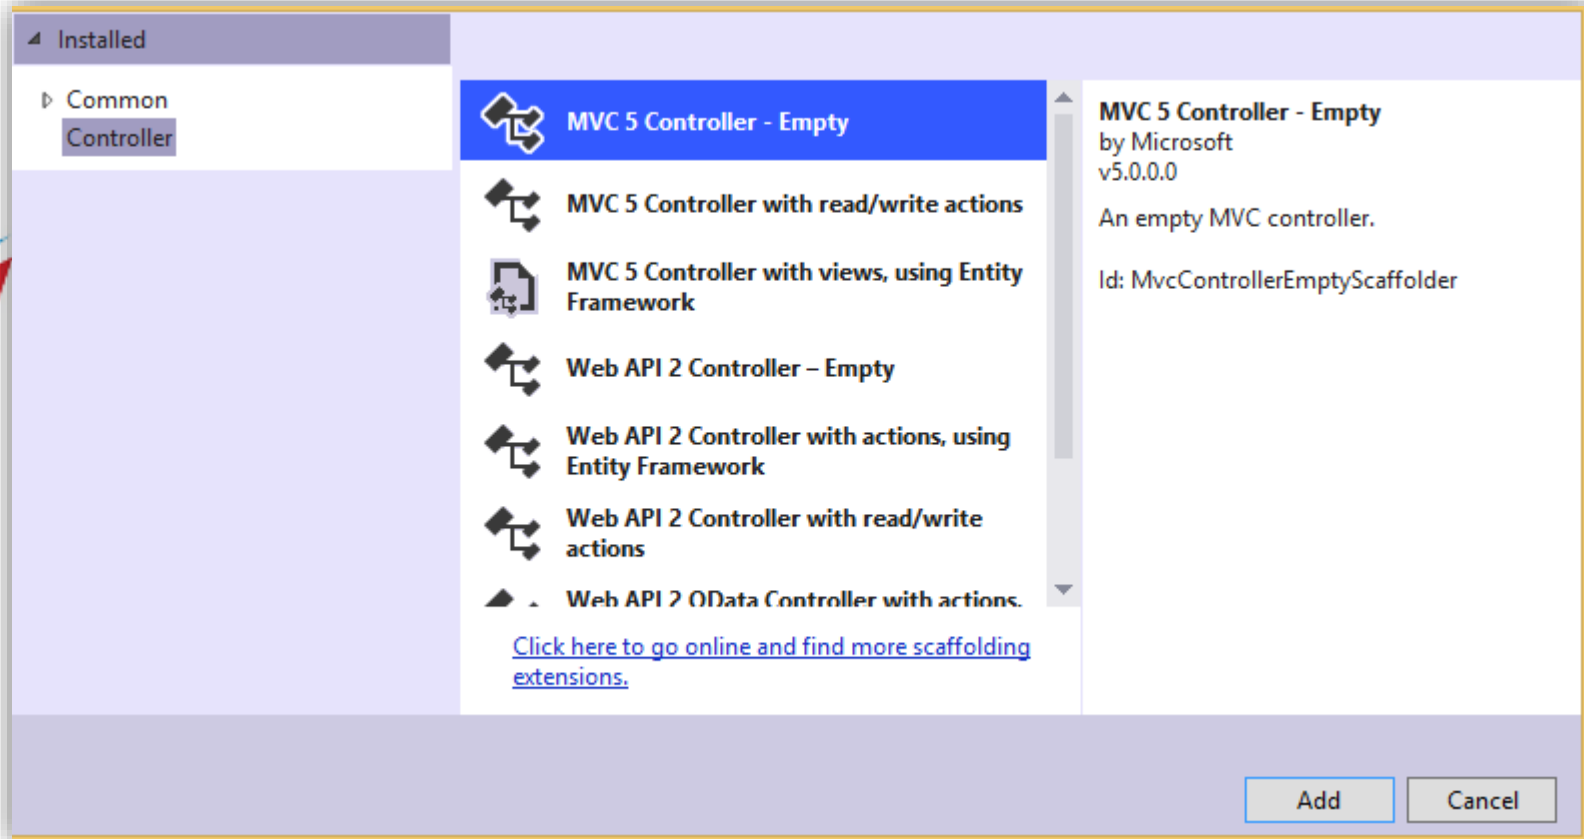 Installed
Common
Controller
MVC 5 Controller - Empty
MVC 5 Controller with read/write actions
MVC 5 Controller with views, using Entity
Framework
Web API 2 Controller – Empty
Web API 2 Controller with actions, using
Entity Framework
Web API 2 Controller with read/write
actions
Web API 2 OData Controller with actions,
Click here to go online and find more scaffolding
extensions.
MVC 5 Controller - Empty
by Microsoft
v5.0.0.0
An empty MVC controller.
Id: MvcControllerEmptyScaffolder
Add
Cancel